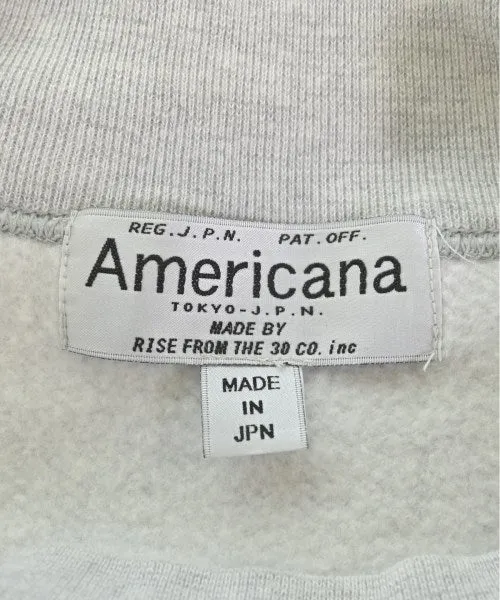 REG.J.P.N. PAT.OFF.
Americana
TOKYO-J.P.N.
MADE BY
RISE FROM THE 30 CO. inc
MADE
IN
JPN